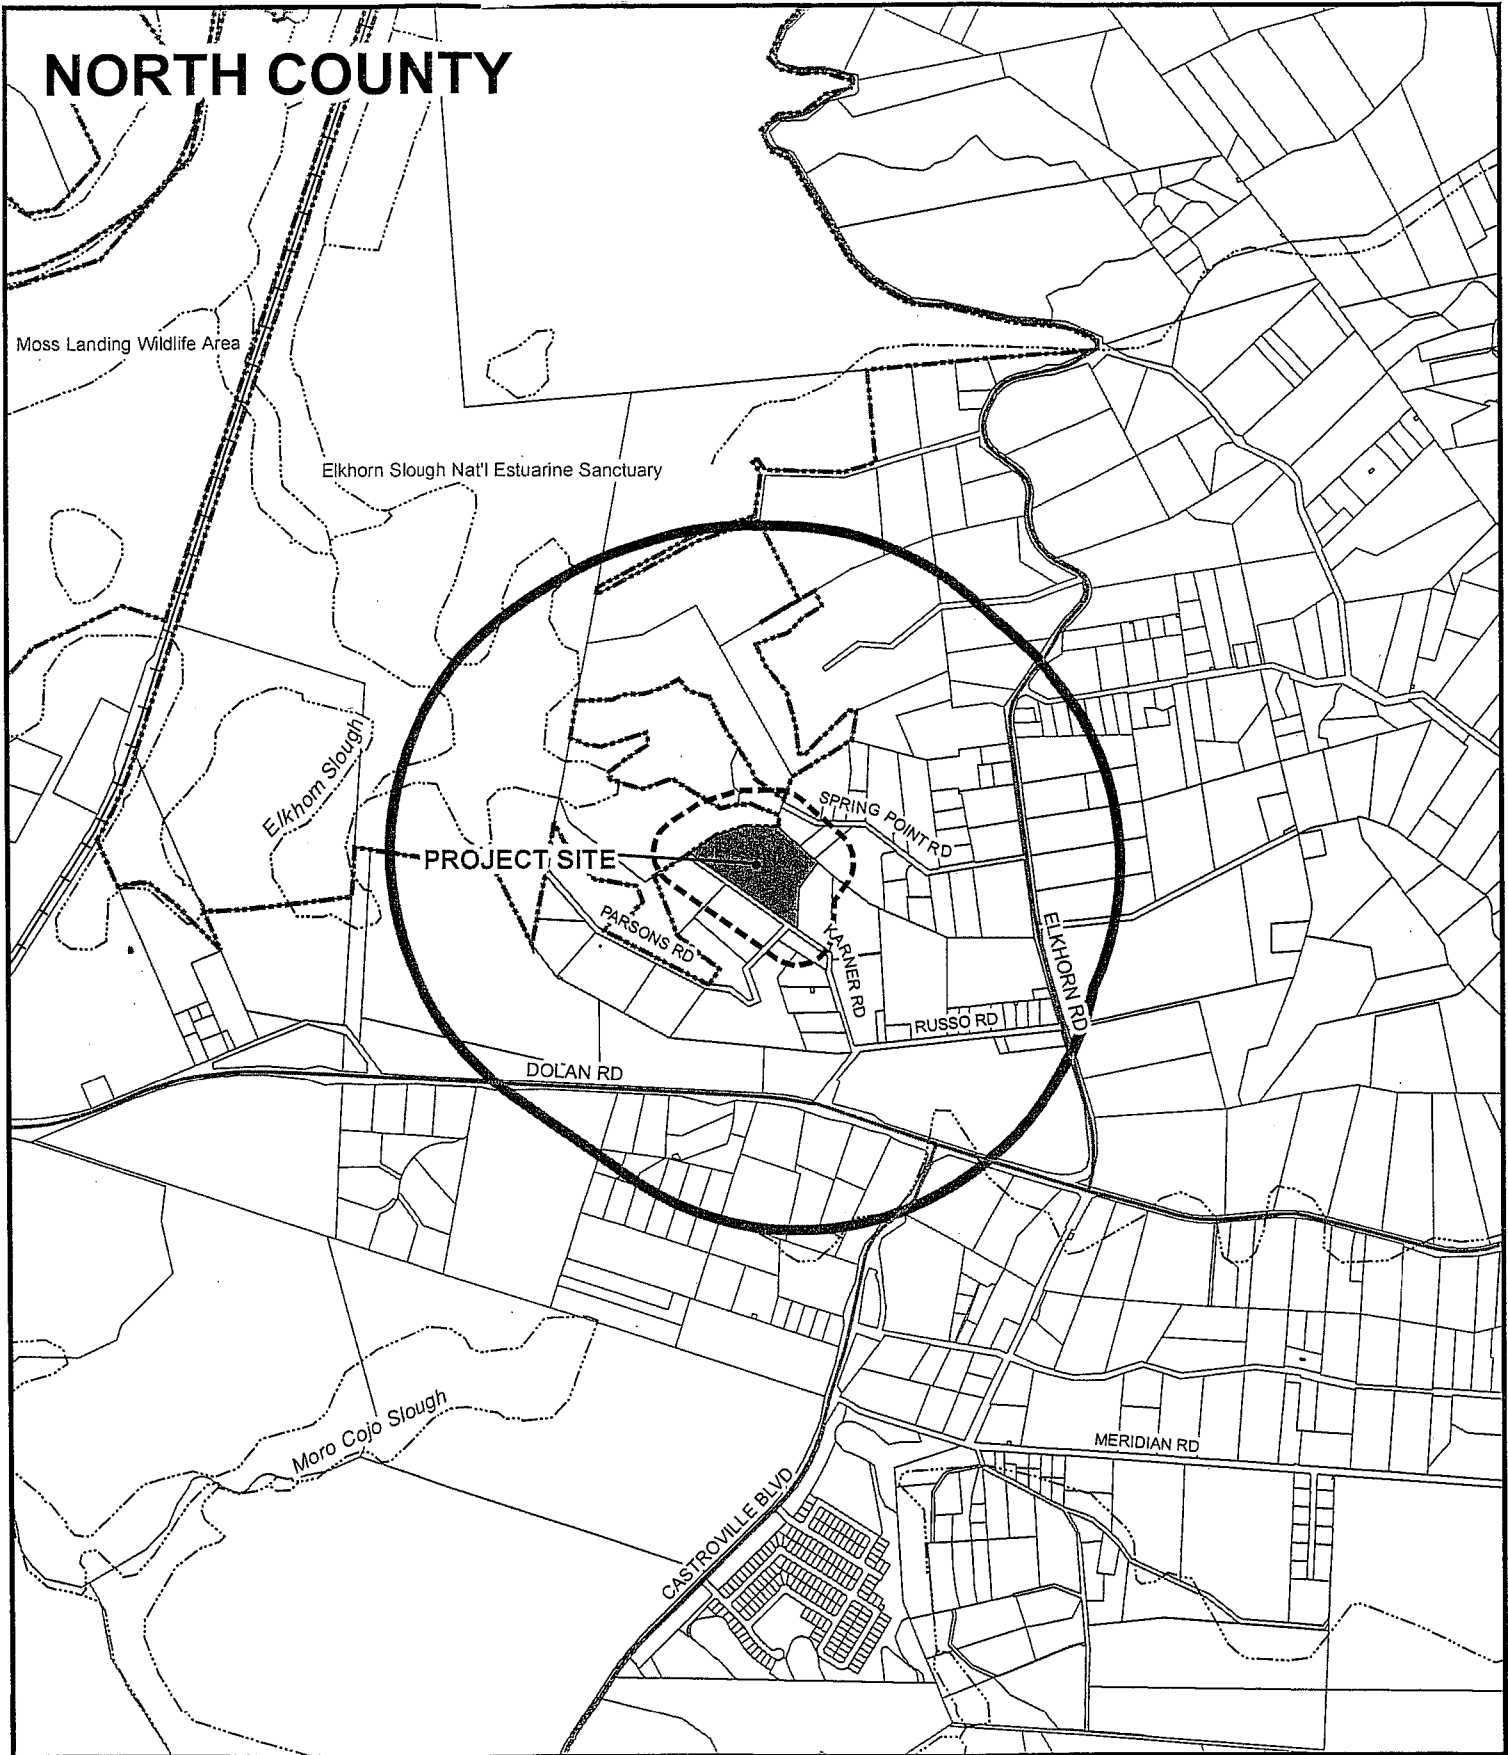 NORTH COUNTY
Moss Landing Wildlife Area
Elkhorn Slough Nat'l Estuarine Sanctuary
Elkhorn Slough
SPRING POINT RD
PROJECT SITE
PARSONS RD
KARNER RD
ELKHORN RD
RUSSO RD
DOLAN RD
Moro Cojo Slough
MERIDIAN RD
CASTROVILLE BLVD